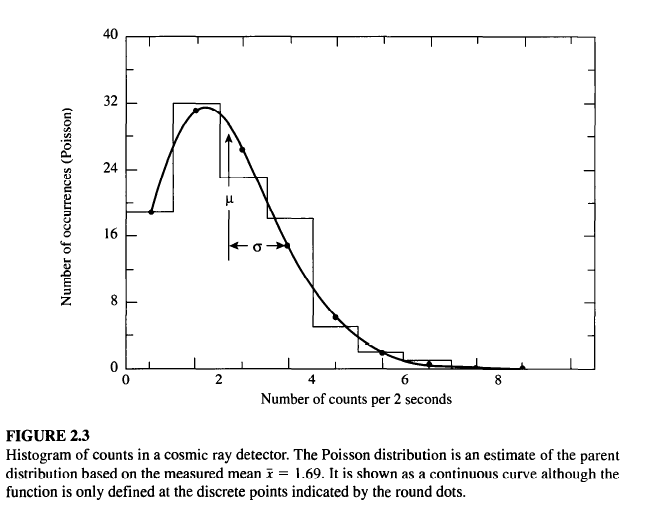 40
32
24
16
8
0
Number of occurrences (Poisson)
μ
σ
0 2 4 6 8
Number of counts per 2 seconds
FIGURE 2.3
Histogram of counts in a cosmic ray detector. The Poisson distribution is an estimate of the parent
distribution based on the measured mean x̄ = 1.69. It is shown as a continuous curve although the
function is only defined at the discrete points indicated by the round dots.